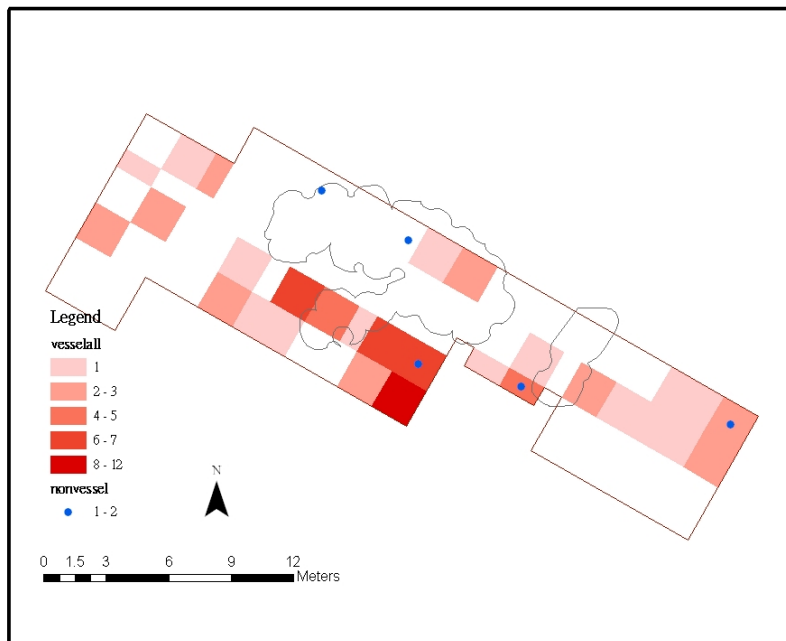 Legend
vesselall
1
2 - 3
4 - 5
6 - 7
8 - 12
nonvessel
1 - 2
N
0 1.5 3 6 9 12
Meters